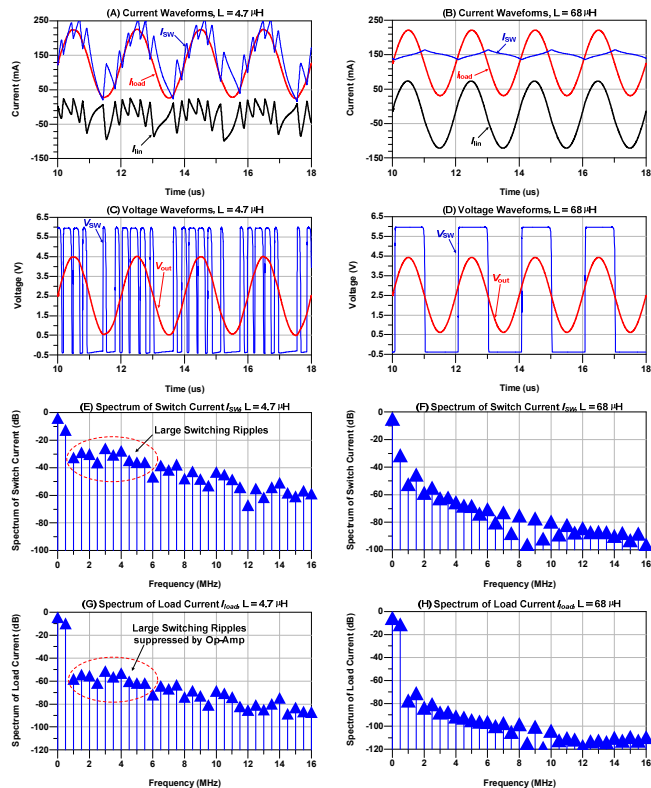 (A) Current Waveforms, L = 4.7 µH
Current (mA)
250
150
50
-50
-150
I_SW
I_load
I_lin
10 12 14 16 18
Time (us)
(B) Current Waveforms, L = 68 µH
Current (mA)
250
150
50
-50
-150
I_SW
I_load
I_lin
10 12 14 16 18
Time (us)
(C) Voltage Waveforms, L = 4.7 µH
Voltage (V)
6.5
5.5
4.5
3.5
2.5
1.5
0.5
-0.5
V_SW
V_out
10 12 14 16 18
Time (us)
(D) Voltage Waveforms, L = 68 µH
Voltage (V)
6.5
5.5
4.5
3.5
2.5
1.5
0.5
-0.5
V_SW
V_out
10 12 14 16 18
Time (us)
(E) Spectrum of Switch Current I_SW, L = 4.7 µH
Spectrum of Switch Current (dB)
0
-20
-40
-60
-80
-100
Large Switching Ripples
0 2 4 6 8 10 12 14 16
Frequency (MHz)
(F) Spectrum of Switch Current I_SW, L = 68 µH
Spectrum of Switch Current (dB)
0
-20
-40
-60
-80
-100
0 2 4 6 8 10 12 14 16
Frequency (MHz)
(G) Spectrum of Load Current I_load, L = 4.7 µH
Spectrum of Load Current (dB)
0
-20
-40
-60
-80
-100
-120
Large Switching Ripples
suppressed by Op-Amp
0 2 4 6 8 10 12 14 16
Frequency (MHz)
(H) Spectrum of Load Current I_load, L = 68 µH
Spectrum of Load Current (dB)
0
-20
-40
-60
-80
-100
-120
0 2 4 6 8 10 12 14 16
Frequency (MHz)